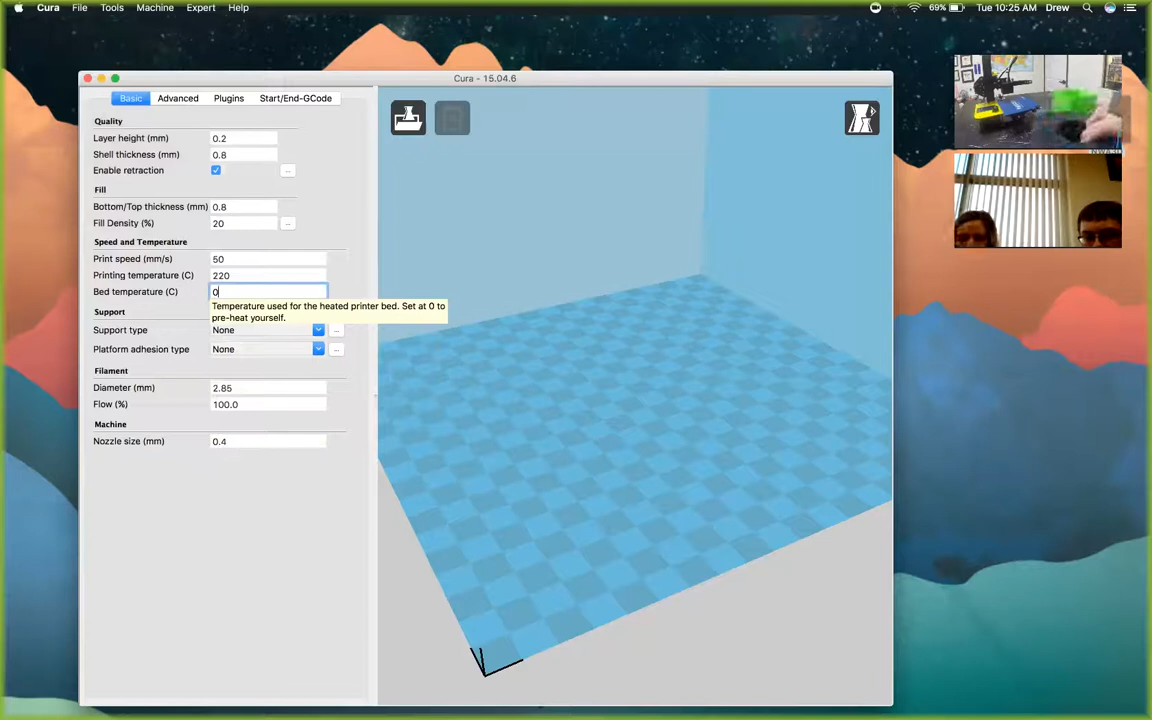 Cura File Tools Machine Expert Help 69% Tue 10:25 AM Drew
Cura - 15.04.6
Basic Advanced Plugins Start/End-GCode
Quality
Layer height (mm) 0.2
Shell thickness (mm) 0.8
Enable retraction ...
Fill
Bottom/Top thickness (mm) 0.8
Fill Density (%) 20 ...
Speed and Temperature
Print speed (mm/s) 50
Printing temperature (C) 220
Bed temperature (C) 0
Temperature used for the heated printer bed. Set at 0 to
pre-heat yourself.
Support
Support type None ...
Platform adhesion type None ...
Filament
Diameter (mm) 2.85
Flow (%) 100.0
Machine
Nozzle size (mm) 0.4